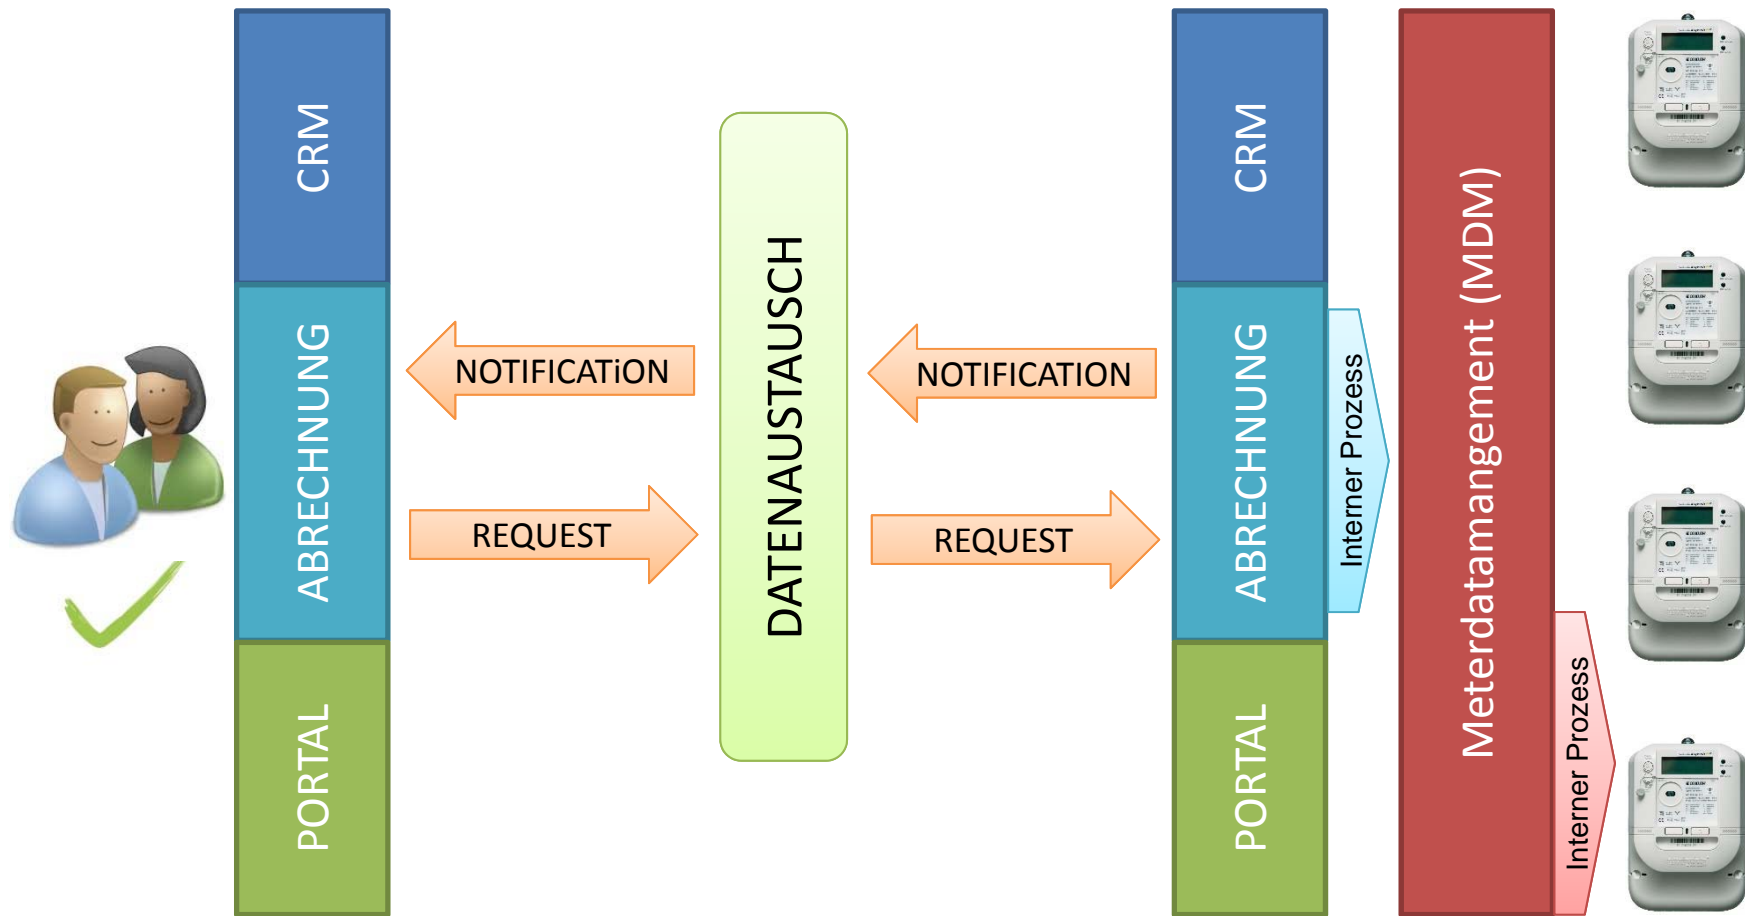 CRM
ABRECHNUNG
PORTAL
NOTIFICATiON
REQUEST
DATENAUSTAUSCH
NOTIFICATION
REQUEST
CRM
ABRECHNUNG
PORTAL
Interner Prozess
Meterdatamangement (MDM)
Interner Prozess